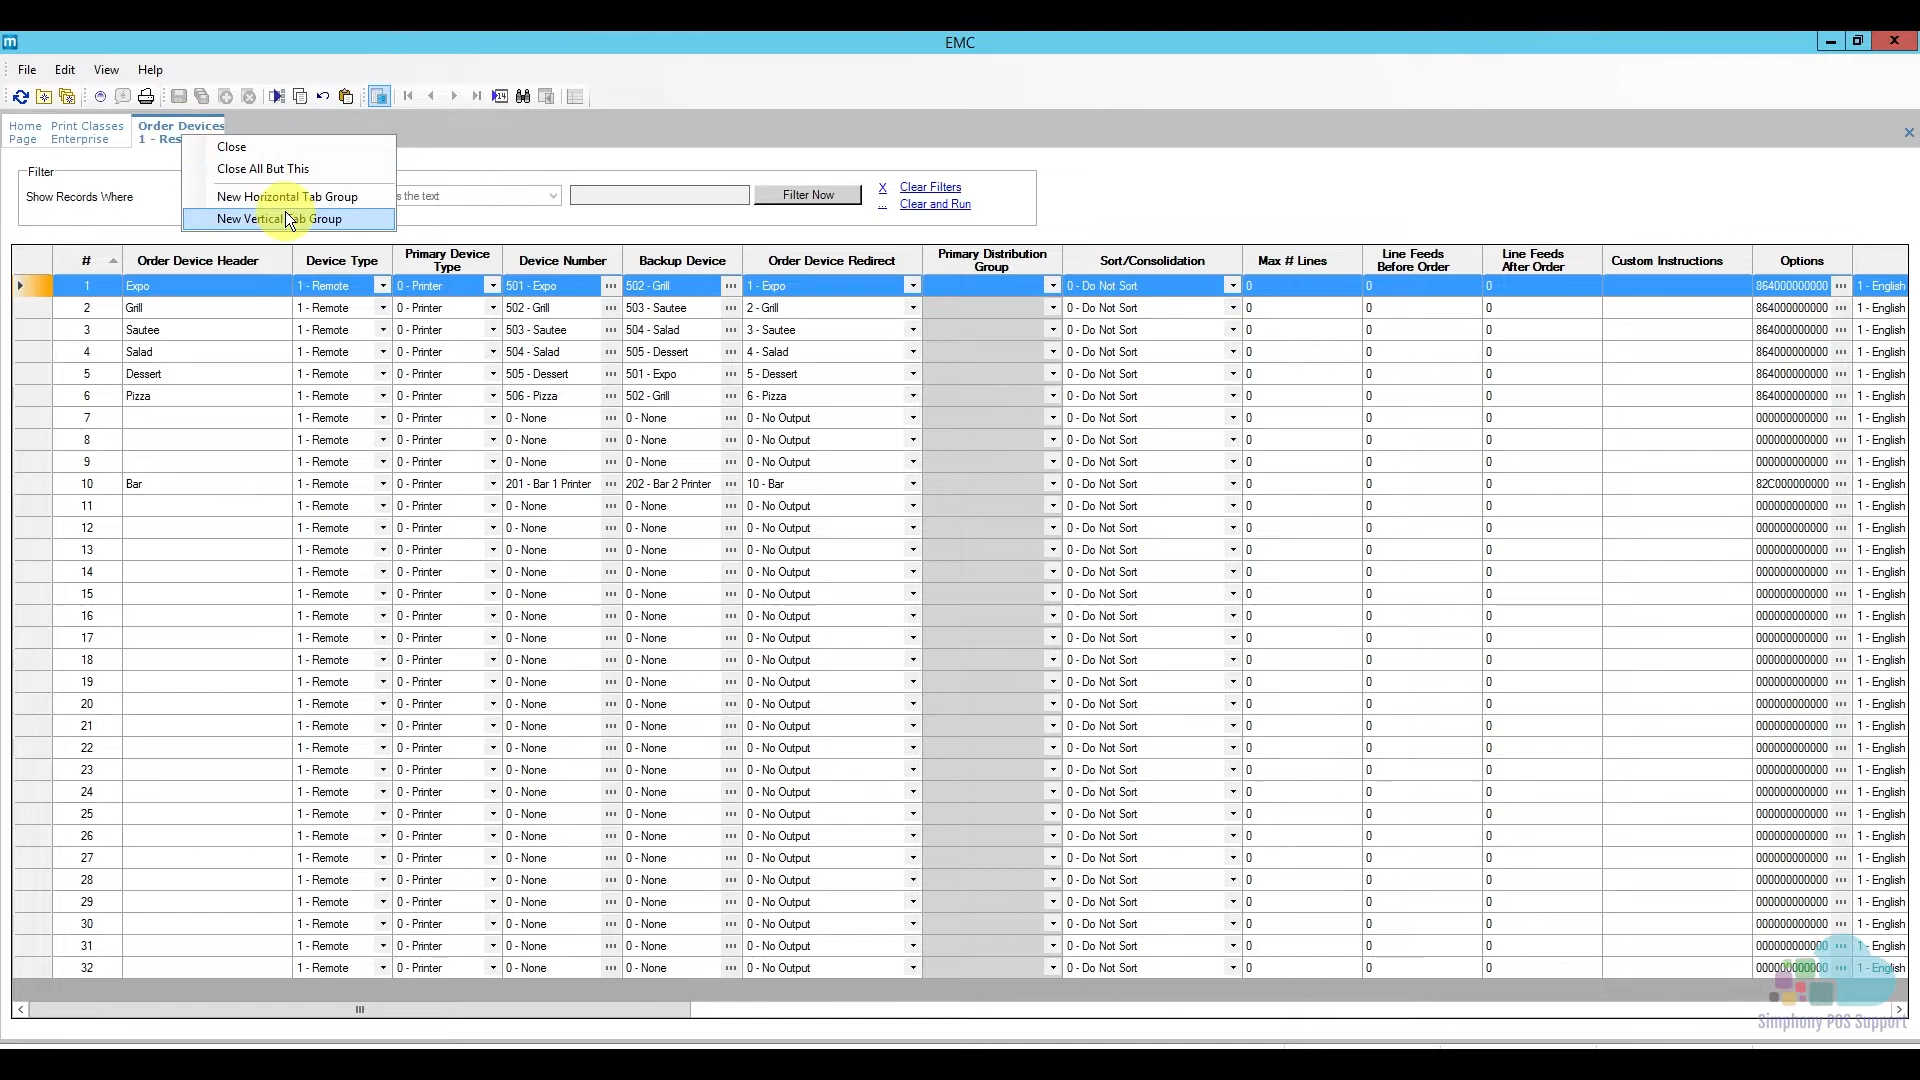 EMC
File Edit View Help
Home Page
Print Classes Enterprise
Order Devices
1 - Res
Close
Close All But This
New Horizontal Tab Group
New Vertical Tab Group
Filter
Show Records Where
s the text
Filter Now
X Clear Filters
... Clear and Run
# Order Device Header Device Type Primary Device Type Device Number Backup Device Order Device Redirect Primary Distribution Group Sort/Consolidation Max # Lines Line Feeds Before Order Line Feeds After Order Custom Instructions Options
1 Expo 1 - Remote 0 - Printer 501 - Expo 502 - Grill 1 - Expo 0 - Do Not Sort 0 0 0 864000000000 1 - English
2 Grill 1 - Remote 0 - Printer 502 - Grill 503 - Sautee 2 - Grill 0 - Do Not Sort 0 0 0 864000000000 1 - English
3 Sautee 1 - Remote 0 - Printer 503 - Sautee 504 - Salad 3 - Sautee 0 - Do Not Sort 0 0 0 864000000000 1 - English
4 Salad 1 - Remote 0 - Printer 504 - Salad 505 - Dessert 4 - Salad 0 - Do Not Sort 0 0 0 864000000000 1 - English
5 Dessert 1 - Remote 0 - Printer 505 - Dessert 501 - Expo 5 - Dessert 0 - Do Not Sort 0 0 0 864000000000 1 - English
6 Pizza 1 - Remote 0 - Printer 506 - Pizza 502 - Grill 6 - Pizza 0 - Do Not Sort 0 0 0 864000000000 1 - English
7 1 - Remote 0 - Printer 0 - None 0 - None 0 - No Output 0 - Do Not Sort 0 0 0 000000000000 1 - English
8 1 - Remote 0 - Printer 0 - None 0 - None 0 - No Output 0 - Do Not Sort 0 0 0 000000000000 1 - English
9 1 - Remote 0 - Printer 0 - None 0 - None 0 - No Output 0 - Do Not Sort 0 0 0 000000000000 1 - English
10 Bar 1 - Remote 0 - Printer 201 - Bar 1 Printer 202 - Bar 2 Printer 10 - Bar 0 - Do Not Sort 0 0 0 82C000000000 1 - English
11 1 - Remote 0 - Printer 0 - None 0 - None 0 - No Output 0 - Do Not Sort 0 0 0 000000000000 1 - English
12 1 - Remote 0 - Printer 0 - None 0 - None 0 - No Output 0 - Do Not Sort 0 0 0 000000000000 1 - English
13 1 - Remote 0 - Printer 0 - None 0 - None 0 - No Output 0 - Do Not Sort 0 0 0 000000000000 1 - English
14 1 - Remote 0 - Printer 0 - None 0 - None 0 - No Output 0 - Do Not Sort 0 0 0 000000000000 1 - English
15 1 - Remote 0 - Printer 0 - None 0 - None 0 - No Output 0 - Do Not Sort 0 0 0 000000000000 1 - English
16 1 - Remote 0 - Printer 0 - None 0 - None 0 - No Output 0 - Do Not Sort 0 0 0 000000000000 1 - English
17 1 - Remote 0 - Printer 0 - None 0 - None 0 - No Output 0 - Do Not Sort 0 0 0 000000000000 1 - English
18 1 - Remote 0 - Printer 0 - None 0 - None 0 - No Output 0 - Do Not Sort 0 0 0 000000000000 1 - English
19 1 - Remote 0 - Printer 0 - None 0 - None 0 - No Output 0 - Do Not Sort 0 0 0 000000000000 1 - English
20 1 - Remote 0 - Printer 0 - None 0 - None 0 - No Output 0 - Do Not Sort 0 0 0 000000000000 1 - English
21 1 - Remote 0 - Printer 0 - None 0 - None 0 - No Output 0 - Do Not Sort 0 0 0 000000000000 1 - English
22 1 - Remote 0 - Printer 0 - None 0 - None 0 - No Output 0 - Do Not Sort 0 0 0 000000000000 1 - English
23 1 - Remote 0 - Printer 0 - None 0 - None 0 - No Output 0 - Do Not Sort 0 0 0 000000000000 1 - English
24 1 - Remote 0 - Printer 0 - None 0 - None 0 - No Output 0 - Do Not Sort 0 0 0 000000000000 1 - English
25 1 - Remote 0 - Printer 0 - None 0 - None 0 - No Output 0 - Do Not Sort 0 0 0 000000000000 1 - English
26 1 - Remote 0 - Printer 0 - None 0 - None 0 - No Output 0 - Do Not Sort 0 0 0 000000000000 1 - English
27 1 - Remote 0 - Printer 0 - None 0 - None 0 - No Output 0 - Do Not Sort 0 0 0 000000000000 1 - English
28 1 - Remote 0 - Printer 0 - None 0 - None 0 - No Output 0 - Do Not Sort 0 0 0 000000000000 1 - English
29 1 - Remote 0 - Printer 0 - None 0 - None 0 - No Output 0 - Do Not Sort 0 0 0 000000000000 1 - English
30 1 - Remote 0 - Printer 0 - None 0 - None 0 - No Output 0 - Do Not Sort 0 0 0 000000000000 1 - English
31 1 - Remote 0 - Printer 0 - None 0 - None 0 - No Output 0 - Do Not Sort 0 0 0 000000000000 1 - English
32 1 - Remote 0 - Printer 0 - None 0 - None 0 - No Output 0 - Do Not Sort 0 0 0 000000000000 1 - English
Simphony POS Support